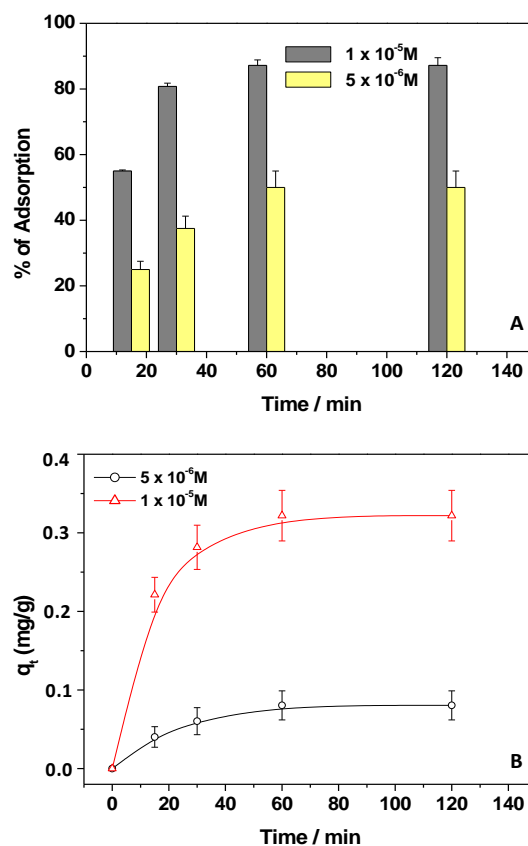 100
80
60
40
20
0
% of Adsorption
1 x 10⁻⁵M
5 x 10⁻⁶M
A
0 20 40 60 80 100 120 140
Time / min
0.4
0.3
0.2
0.1
0.0
qₜ (mg/g)
5 x 10⁻⁶M
1 x 10⁻⁵M
B
0 20 40 60 80 100 120 140
Time / min